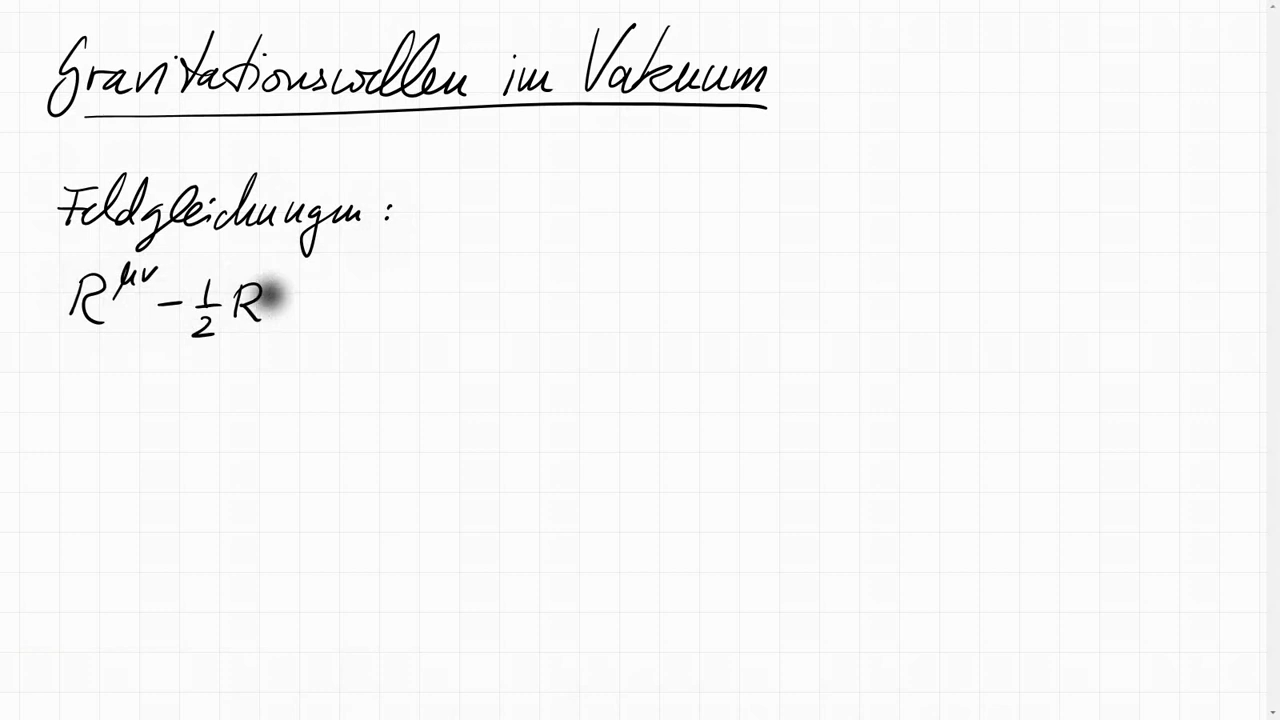 Gravitationswellen im Vakuum
Feldgleichungen :
R^μν - 1/2 R